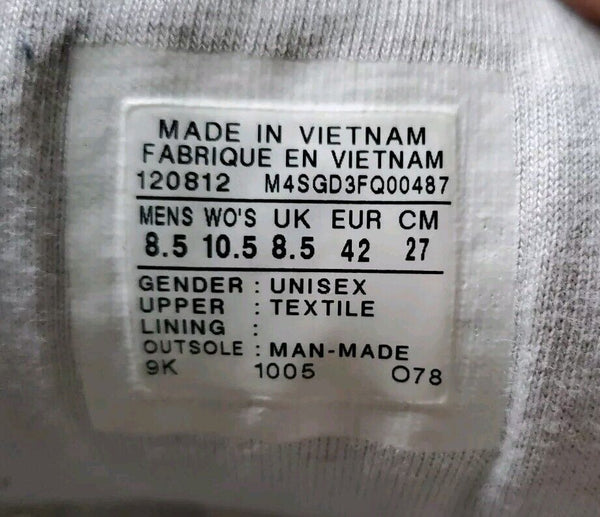 MADE IN VIETNAM
FABRIQUE EN VIETNAM
120812 M4SGD3FQ00487
MENS WO'S UK EUR CM
8.5 10.5 8.5 42 27
GENDER : UNISEX
UPPER : TEXTILE
LINING :
OUTSOLE : MAN-MADE
9K 1005 O78